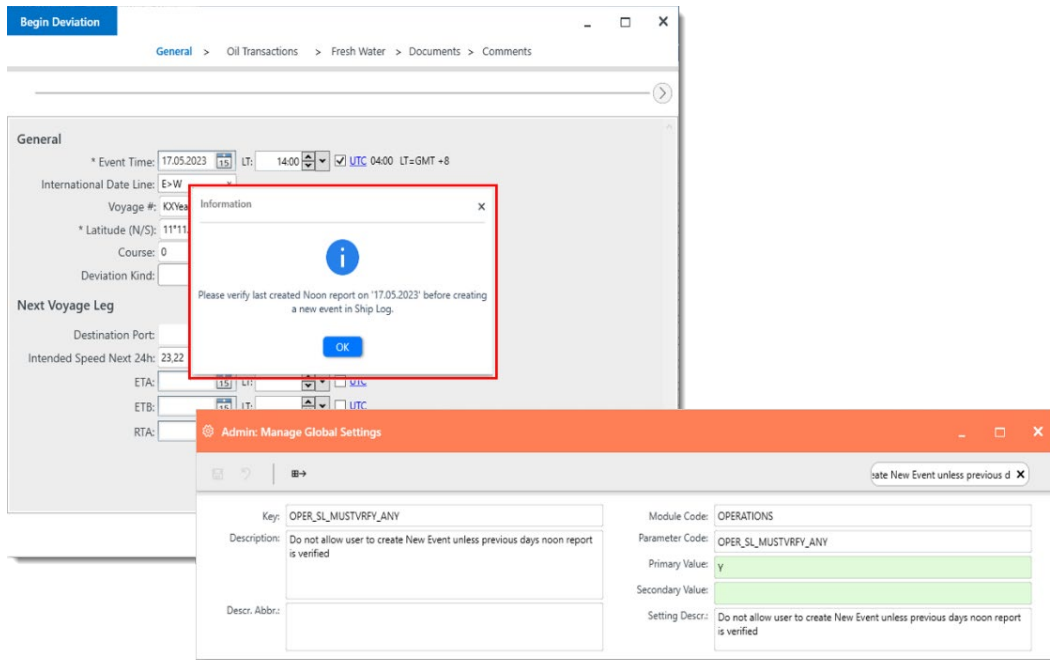 Begin Deviation
General > Oil Transactions > Fresh Water > Documents > Comments
General
* Event Time: 17.05.2023 15 LT: 14:00 UTC 04:00 LT=GMT +8
International Date Line: E>W
Voyage #: KXYea
* Latitude (N/S): 11°11
Course: 0
Deviation Kind:
Next Voyage Leg
Destination Port:
Intended Speed Next 24h: 23,22
ETA: 15 LT: UTC
ETB: 15 LT: UTC
RTA:
Information
Please verify last created Noon report on '17.05.2023' before creating
a new event in Ship Log.
OK
Admin: Manage Global Settings
eate New Event unless previous d
Key: OPER_SL_MUSTVRFY_ANY
Description: Do not allow user to create New Event unless previous days noon report
is verified
Descr. Abbr.:
Module Code: OPERATIONS
Parameter Code: OPER_SL_MUSTVRFY_ANY
Primary Value: Y
Secondary Value:
Setting Descr.: Do not allow user to create New Event unless previous days noon report
is verified